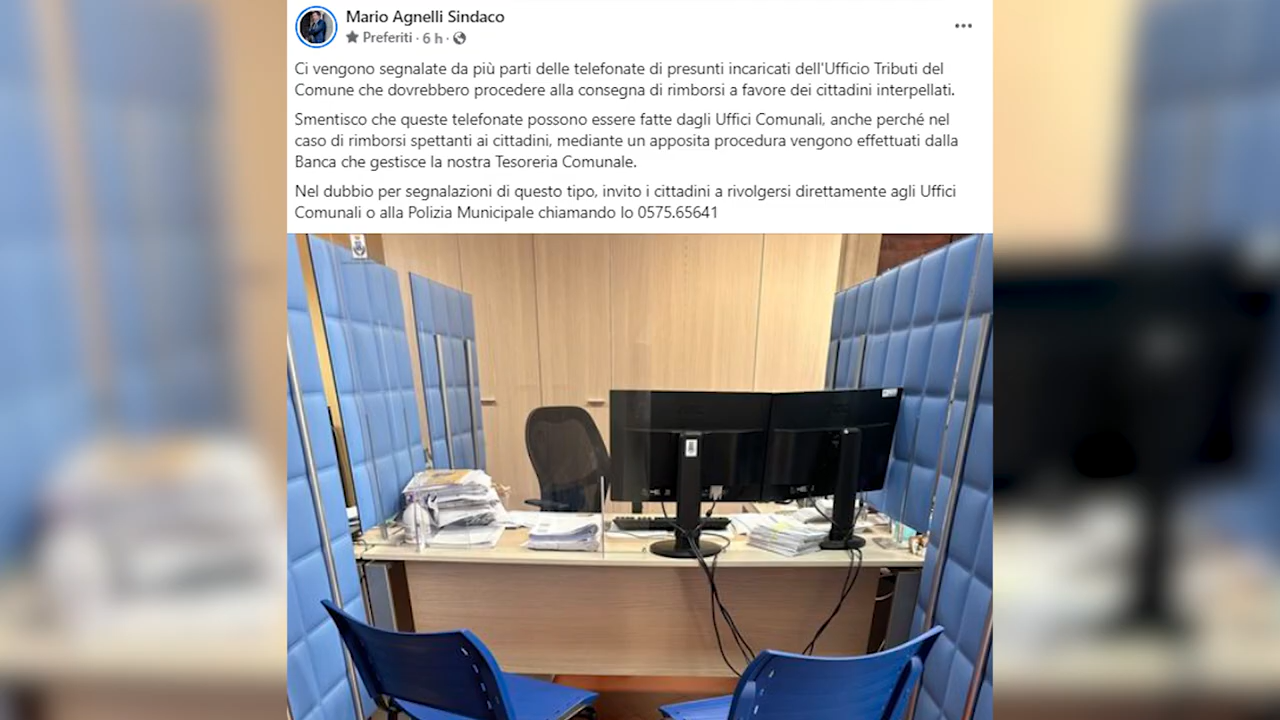 Mario Agnelli Sindaco
Preferiti · 6 h ·
Ci vengono segnalate da più parti delle telefonate di presunti incaricati dell'Ufficio Tributi del
Comune che dovrebbero procedere alla consegna di rimborsi a favore dei cittadini interpellati.
Smentisco che queste telefonate possono essere fatte dagli Uffici Comunali, anche perché nel
caso di rimborsi spettanti ai cittadini, mediante un apposita procedura vengono effettuati dalla
Banca che gestisce la nostra Tesoreria Comunale.
Nel dubbio per segnalazioni di questo tipo, invito i cittadini a rivolgersi direttamente agli Uffici
Comunali o alla Polizia Municipale chiamando lo 0575.65641